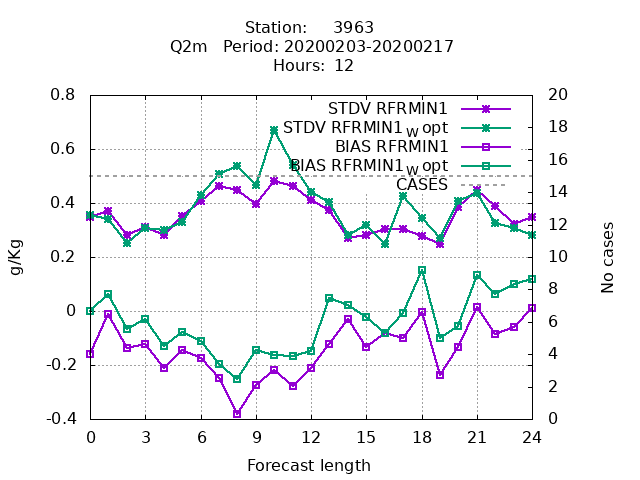 Station: 3963
Q2m Period: 20200203-20200217
Hours: 12
0.8
0.6
0.4
0.2
0
-0.2
-0.4
g/Kg
20
18
16
14
12
10
8
6
4
2
0
No cases
STDV RFRMIN1
STDV RFRMIN1_W opt
BIAS RFRMIN1
BIAS RFRMIN1_W opt
CASES
0 3 6 9 12 15 18 21 24
Forecast length